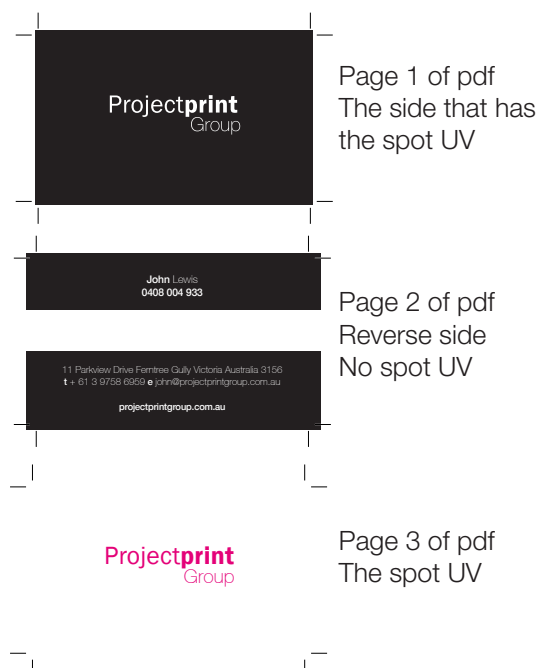 Projectprint
Group
Page 1 of pdf
The side that has
the spot UV
John Lewis
0408 004 933
11 Parkview Drive Ferntree Gully Victoria Australia 3156
t + 61 3 9758 6959 e john@projectprintgroup.com.au
projectprintgroup.com.au
Page 2 of pdf
Reverse side
No spot UV
Projectprint
Group
Page 3 of pdf
The spot UV